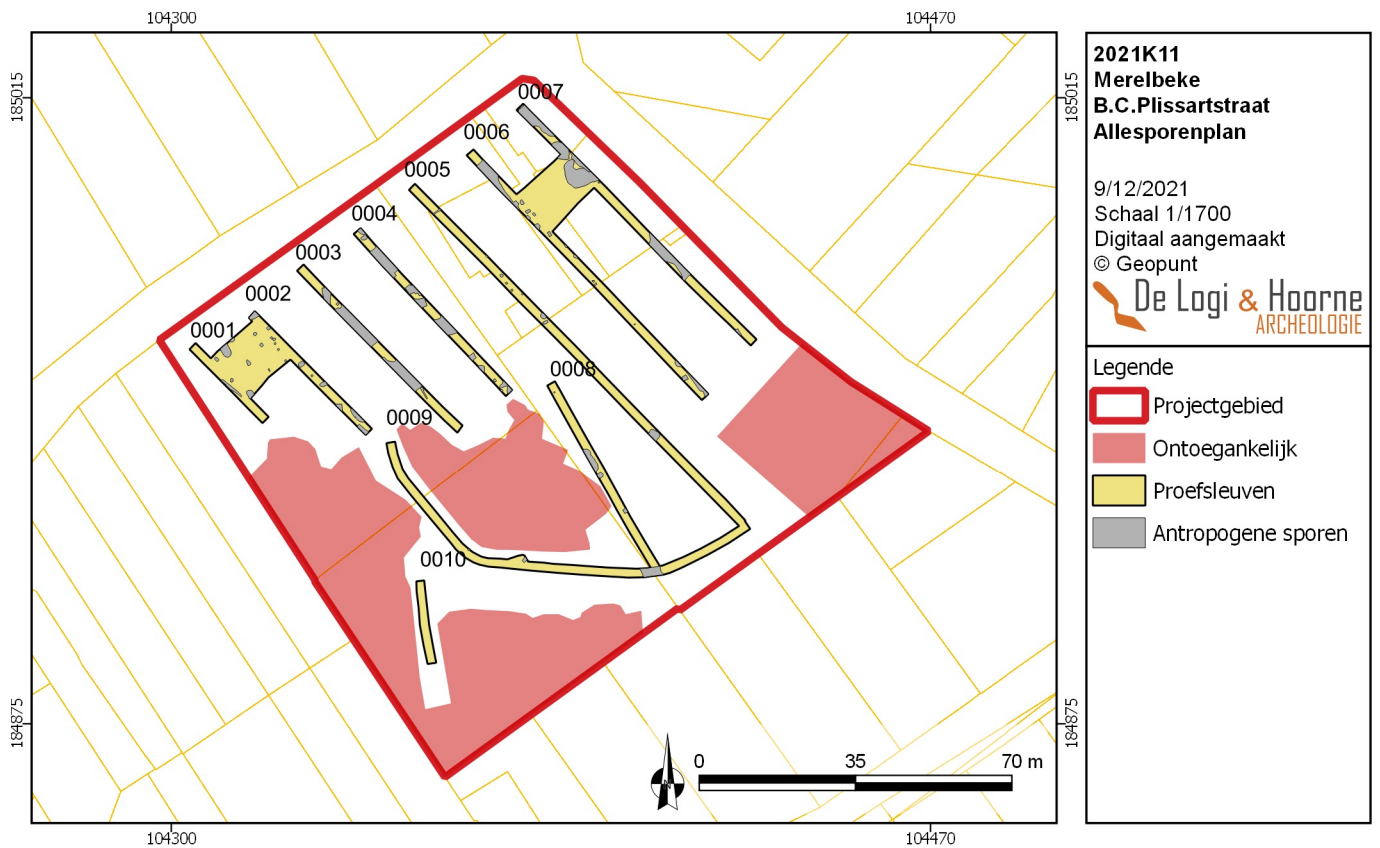 104300
104470
185015
185015
0007
0006
0005
0004
0003
0002
0001
0008
0009
0010
184875
184875
N
0 35 70 m
104300
104470
2021K11
Merelbeke
B.C.Plissartstraat
Allesporenplan
9/12/2021
Schaal 1/1700
Digitaal aangemaakt
© Geopunt
De Logi & Hoorne
ARCHEOLOGIE
Legende
Projectgebied
Ontoegankelijk
Proefsleuven
Antropogene sporen